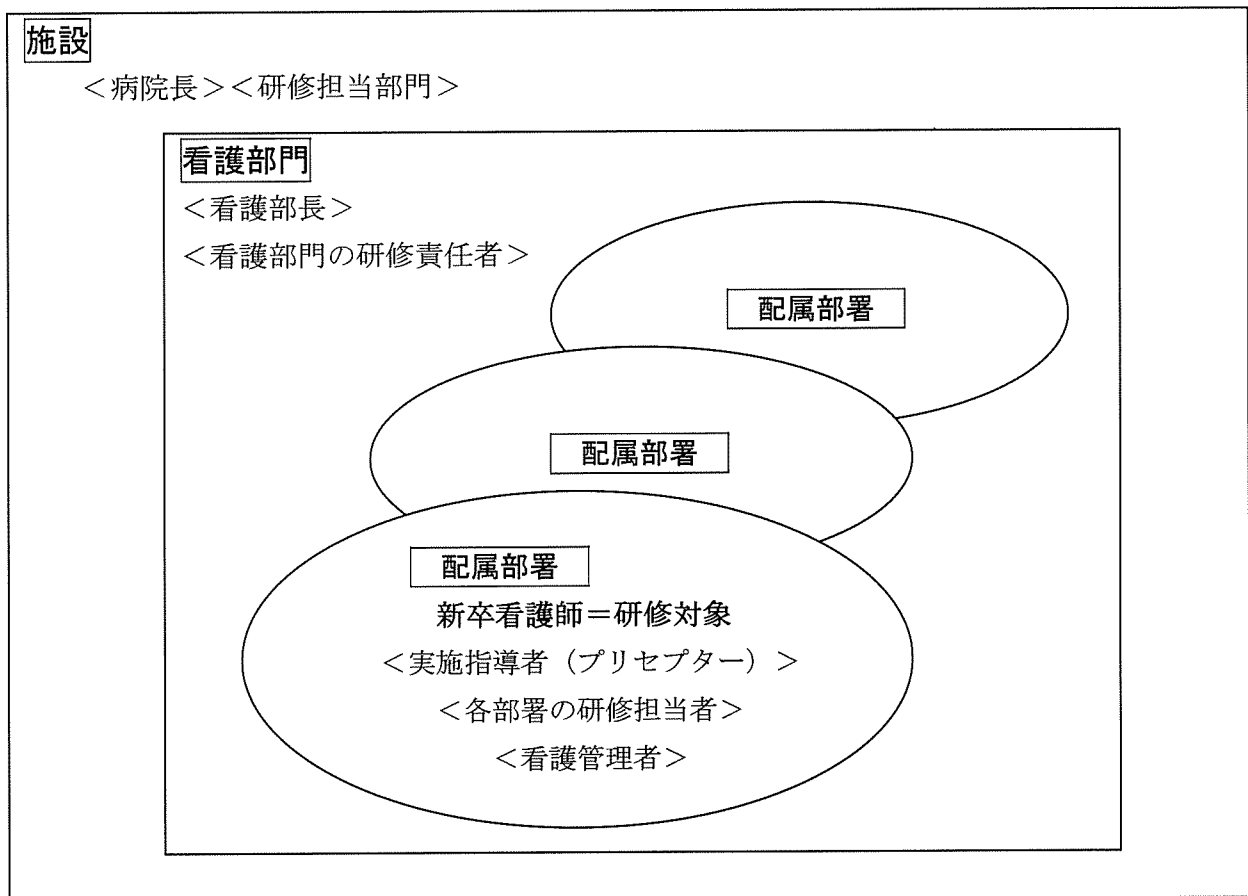 施設
＜病院長＞＜研修担当部門＞
看護部門
＜看護部長＞
＜看護部門の研修責任者＞
配属部署
配属部署
配属部署
新卒看護師＝研修対象
＜実施指導者（プリセプター）＞
＜各部署の研修担当者＞
＜看護管理者＞